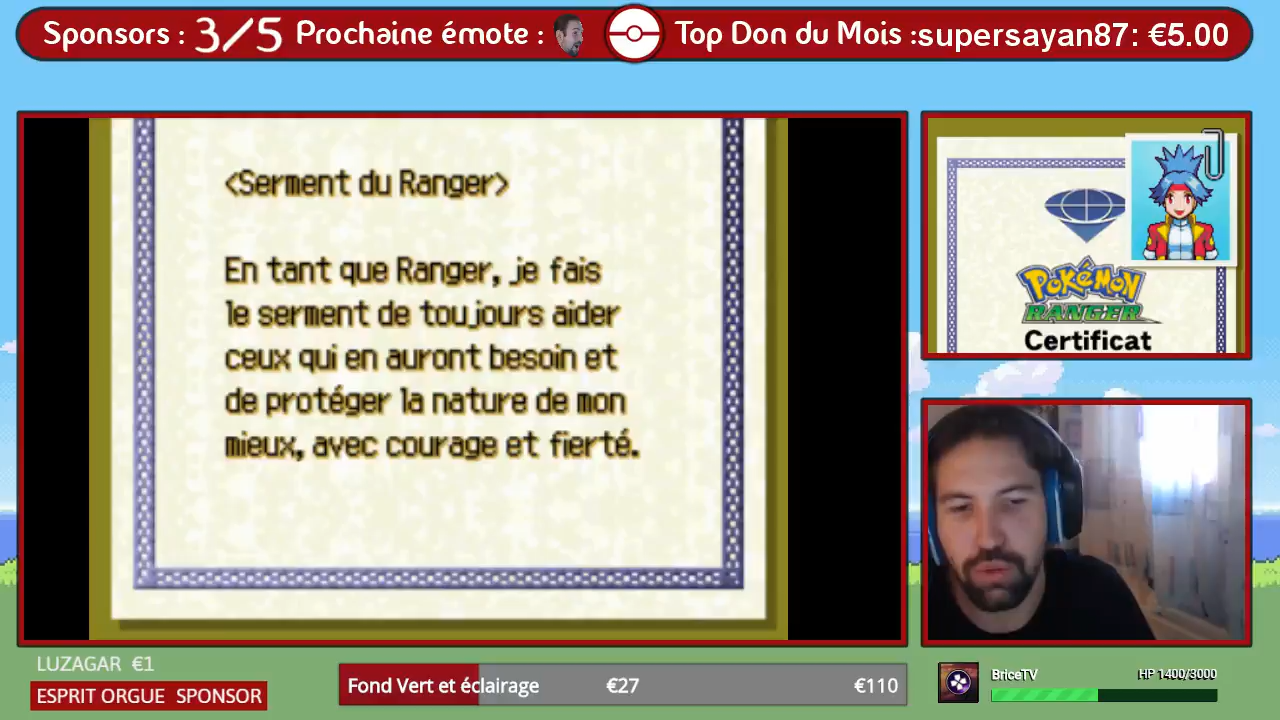 Sponsors : 3/5 Prochaine émote : Top Don du Mois :supersayan87: €5.00
<Serment du Ranger>
En tant que Ranger, je fais
le serment de toujours aider
ceux qui en auront besoin et
de protéger la nature de mon
mieux, avec courage et fierté.
POKéMON
RANGER
Certificat
LUZAGAR €1
ESPRIT ORGUE SPONSOR
Fond Vert et éclairage €27 €110
BriceTV HP 1400/3000